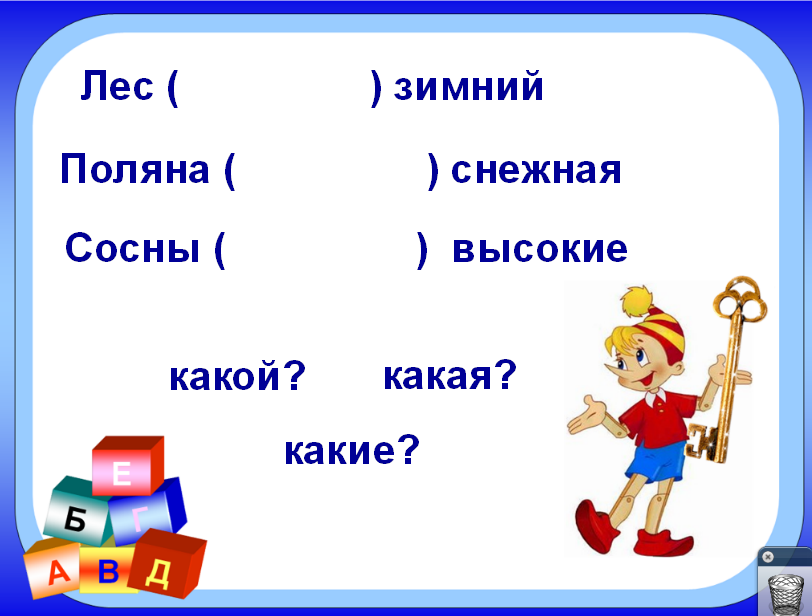 Лес ( ) зимний
Поляна ( ) снежная
Сосны ( ) высокие
какой? какая?
какие?
Е
Б Г
А В Д